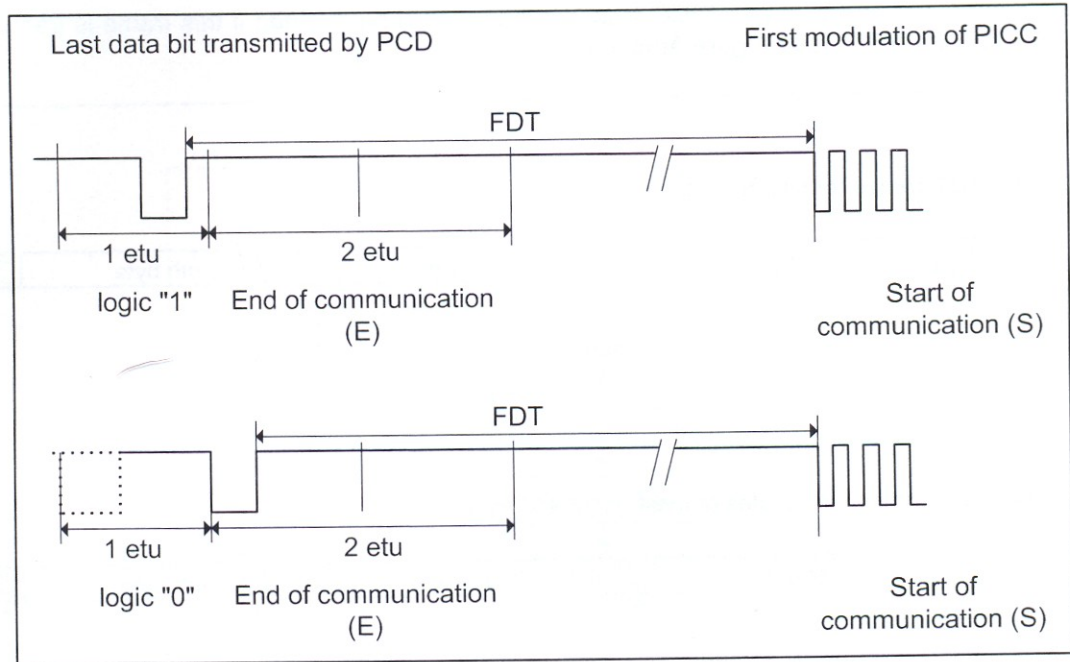 Last data bit transmitted by PCD
First modulation of PICC
FDT
1 etu
2 etu
logic "1"
End of communication
(E)
Start of
communication (S)
FDT
1 etu
2 etu
logic "0"
End of communication
(E)
Start of
communication (S)